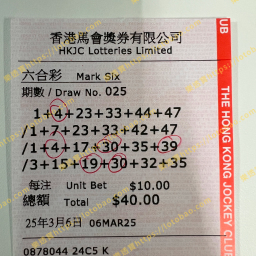 香港馬會獎券有限公司
HKJC Lotteries Limited
六合彩 Mark Six
期數 / Draw No. 025
1+4+23+33+44+47
/1+7+23+33+42+47
/1+4+17+30+35+39
/3+15+19+30+32+35
每注 Unit Bet $10.00
總額 Total $40.00
25年3月6日 06MAR25
0878044 24C5 K
UB
THE HONG KONG JOCKEY CLUB